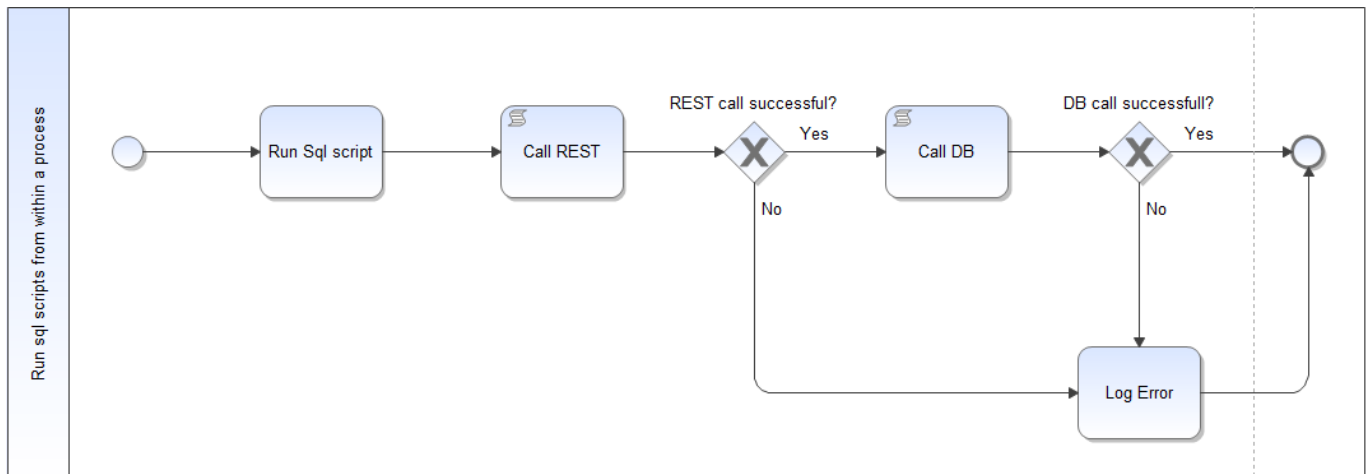 Run sql scripts from within a process
REST call successful?
DB call successfull?
Run Sql script
Call REST
Yes
Call DB
Yes
No
No
Log Error